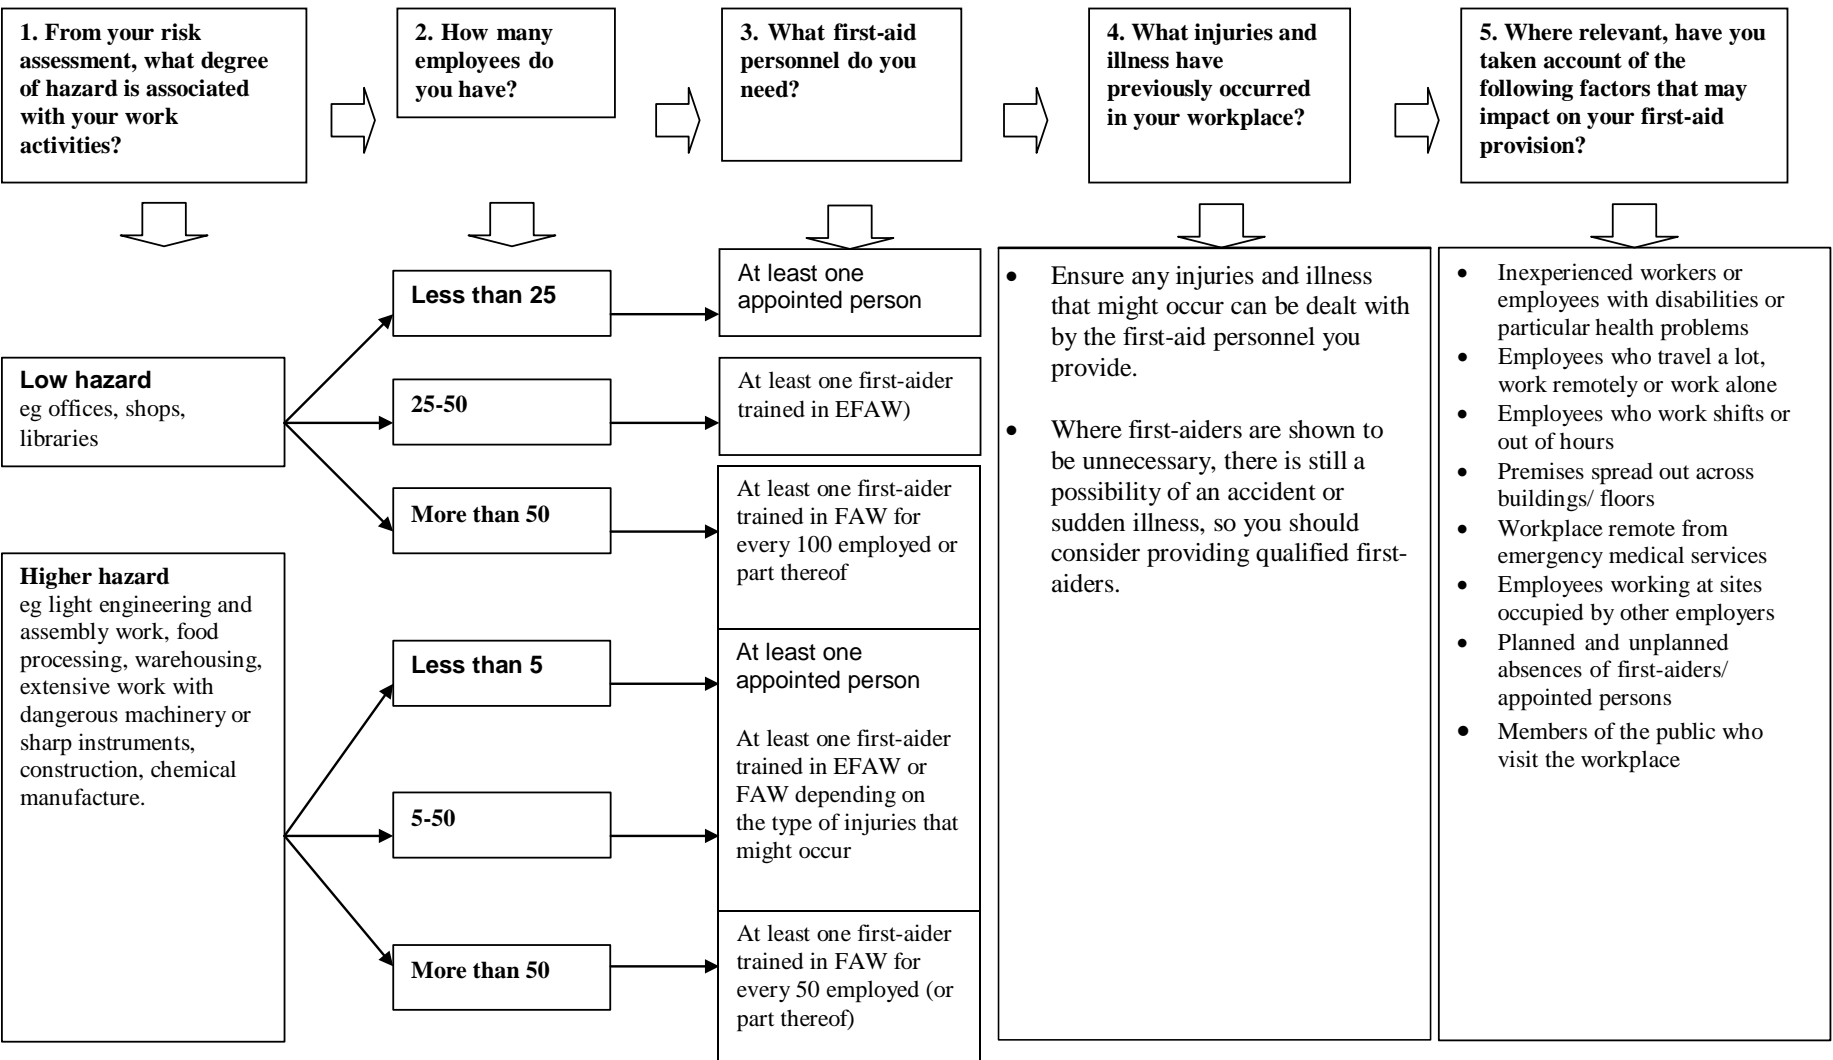 1. From your risk
assessment, what degree
of hazard is associated
with your work
activities?
2. How many
employees do
you have?
3. What first-aid
personnel do you
need?
4. What injuries and
illness have
previously occurred
in your workplace?
5. Where relevant, have you
taken account of the
following factors that may
impact on your first-aid
provision?
Low hazard
eg offices, shops,
libraries
Less than 25
25-50
More than 50
At least one
appointed person
At least one first-aider
trained in EFAW)
At least one first-aider
trained in FAW for
every 100 employed or
part thereof
Higher hazard
eg light engineering and
assembly work, food
processing, warehousing,
extensive work with
dangerous machinery or
sharp instruments,
construction, chemical
manufacture.
Less than 5
5-50
More than 50
At least one
appointed person
At least one first-aider
trained in EFAW or
FAW depending on
the type of injuries that
might occur
At least one first-aider
trained in FAW for
every 50 employed (or
part thereof)
• Ensure any injuries and illness
that might occur can be dealt with
by the first-aid personnel you
provide.
• Where first-aiders are shown to
be unnecessary, there is still a
possibility of an accident or
sudden illness, so you should
consider providing qualified first-
aiders.
• Inexperienced workers or
employees with disabilities or
particular health problems
• Employees who travel a lot,
work remotely or work alone
• Employees who work shifts or
out of hours
• Premises spread out across
buildings/ floors
• Workplace remote from
emergency medical services
• Employees working at sites
occupied by other employers
• Planned and unplanned
absences of first-aiders/
appointed persons
• Members of the public who
visit the workplace